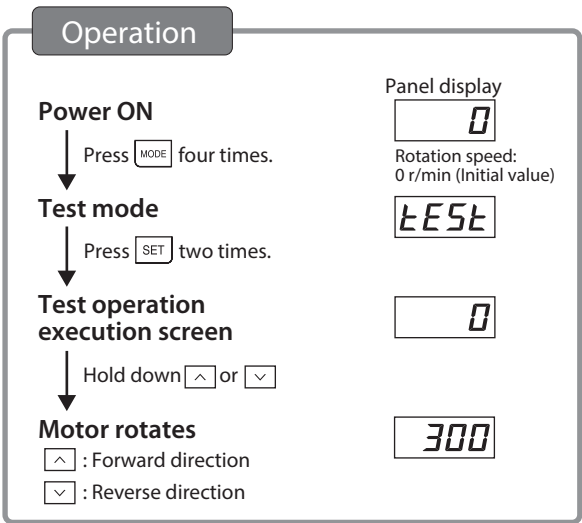 Operation
Panel display
Power ON
0
Press MODE four times.
Rotation speed:
0 r/min (Initial value)
Test mode
tESt
Press SET two times.
Test operation
execution screen
0
Hold down ^ or v
Motor rotates
300
^ : Forward direction
v : Reverse direction